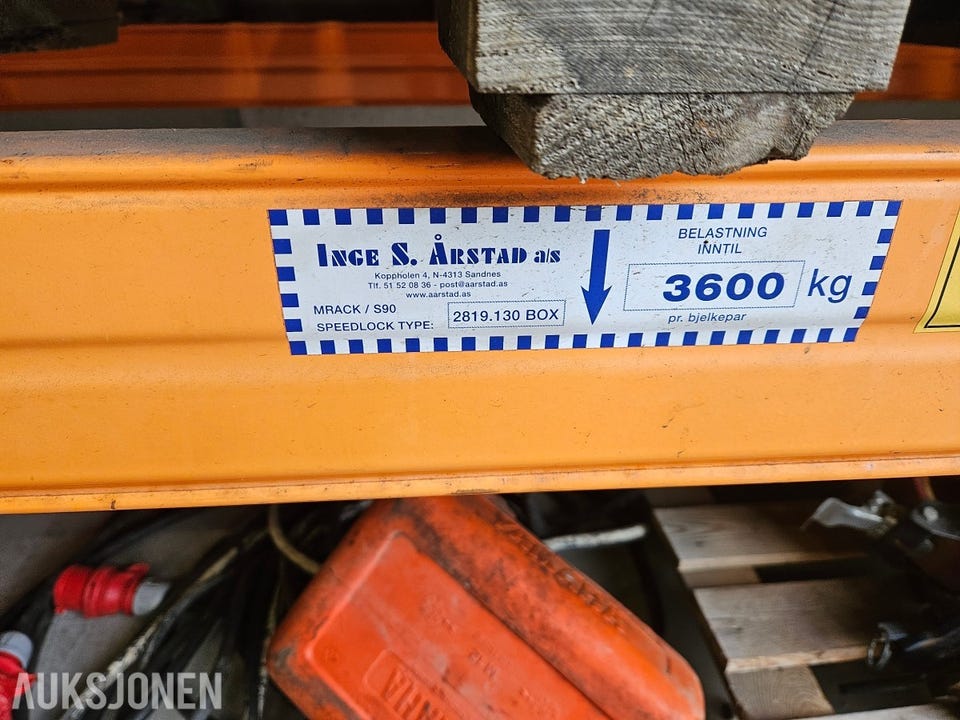 INGE S. ÅRSTAD a/s
Koppholen 4, N-4313 Sandnes
Tlf. 51 52 08 36 - post@aarstad.as
www.aarstad.as
MRACK / S90
SPEEDLOCK TYPE: 2819.130 BOX
BELASTNING
INNTIL
3600 kg
pr. bjelkepar
AUKSJONEN